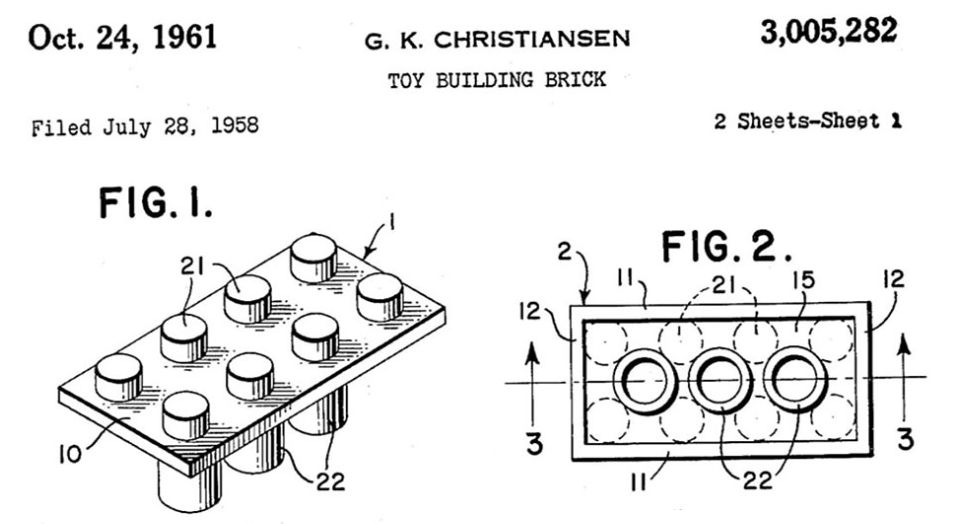 Oct. 24, 1961
G. K. CHRISTIANSEN
3,005,282
TOY BUILDING BRICK
Filed July 28, 1958
2 Sheets-Sheet 1
FIG. 1.
1
21
10
22
FIG. 2.
2
11
21
15
12
12
3
3
11
22